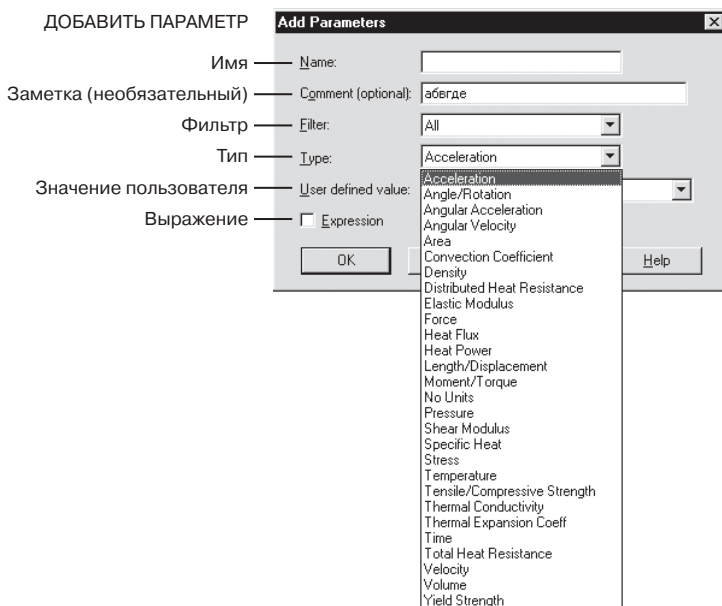 ДОБАВИТЬ ПАРАМЕТР Add Parameters
Имя Name:
Заметка (необязательный) Comment (optional): абвгде
Фильтр Filter: All
Тип Type: Acceleration
Значение пользователя User defined value:
Выражение Expression
OK Help
Acceleration
Angle/Rotation
Angular Acceleration
Angular Velocity
Area
Convection Coefficient
Density
Distributed Heat Resistance
Elastic Modulus
Force
Heat Flux
Heat Power
Length/Displacement
Moment/Torque
No Units
Pressure
Shear Modulus
Specific Heat
Stress
Temperature
Tensile/Compressive Strength
Thermal Conductivity
Thermal Expansion Coeff
Time
Total Heat Resistance
Velocity
Volume
Yield Strength